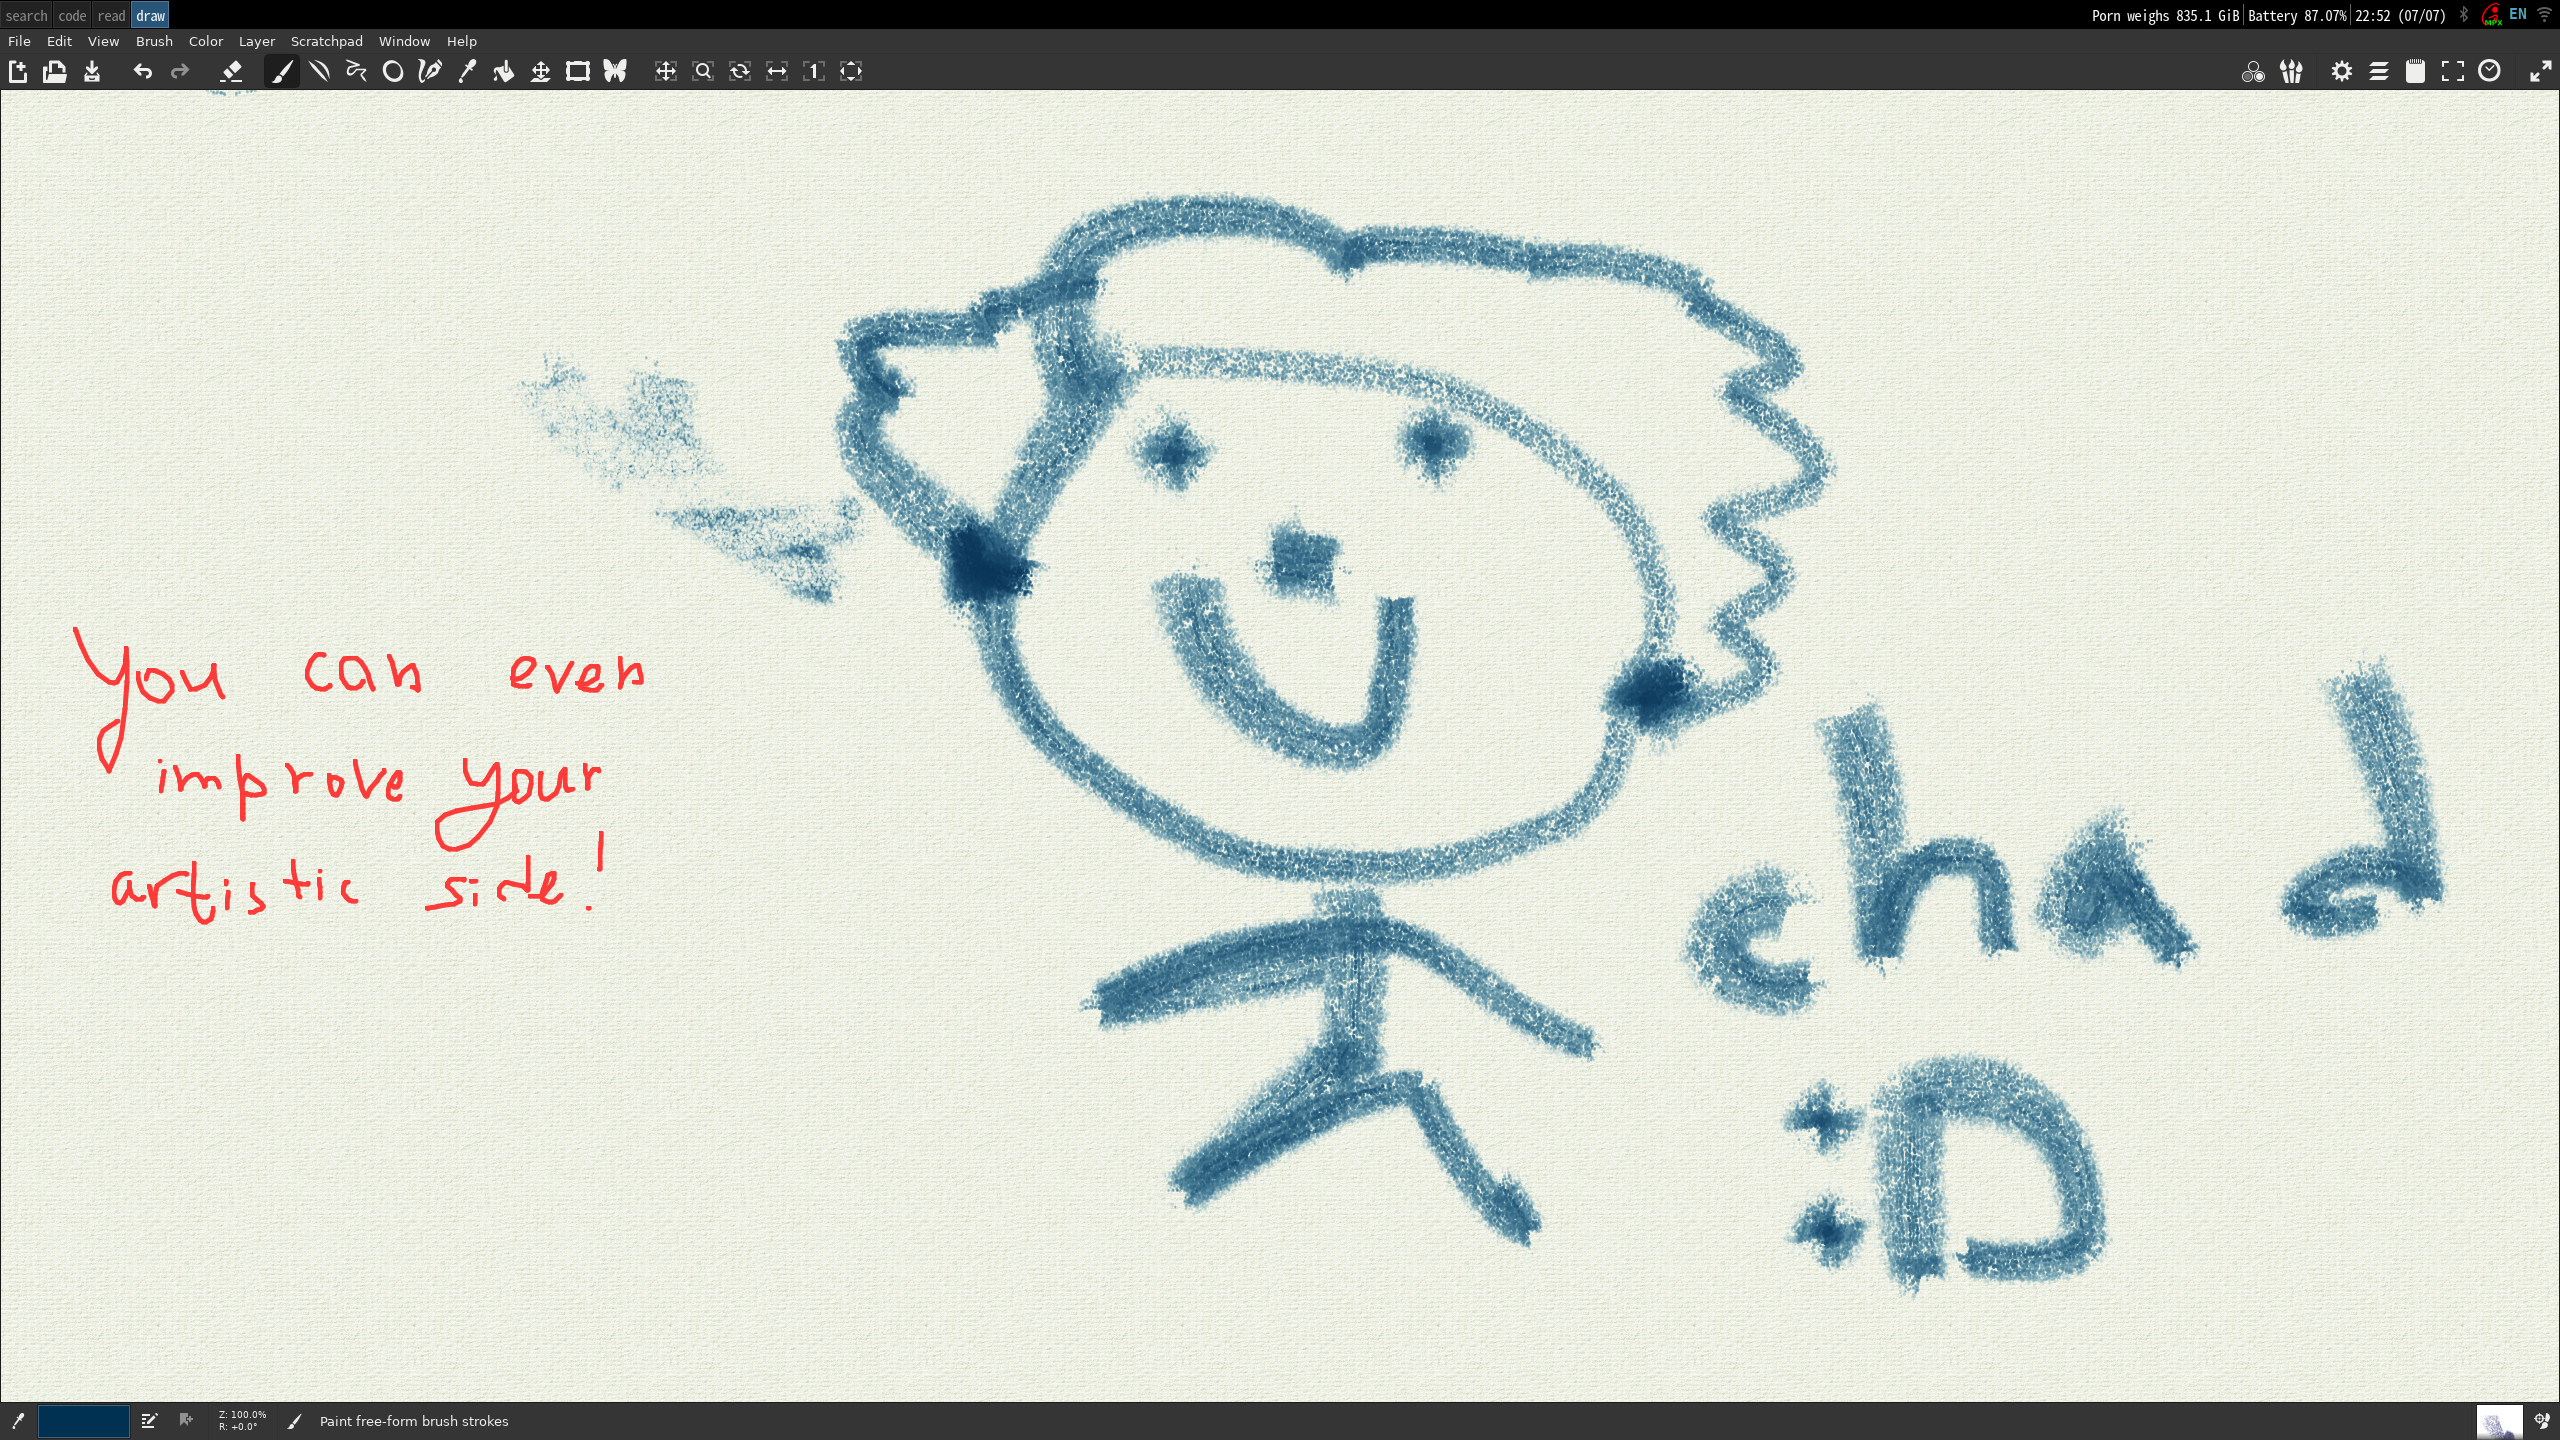 search code read draw
Porn weighs 835.1 GiB Battery 87.07% 22:52 (07/07) MPX EN
File Edit View Brush Color Layer Scratchpad Window Help
1
you can even
improve your
artistic side!
chad
:D
Z: 100.0%
R: +0.0°
Paint free-form brush strokes